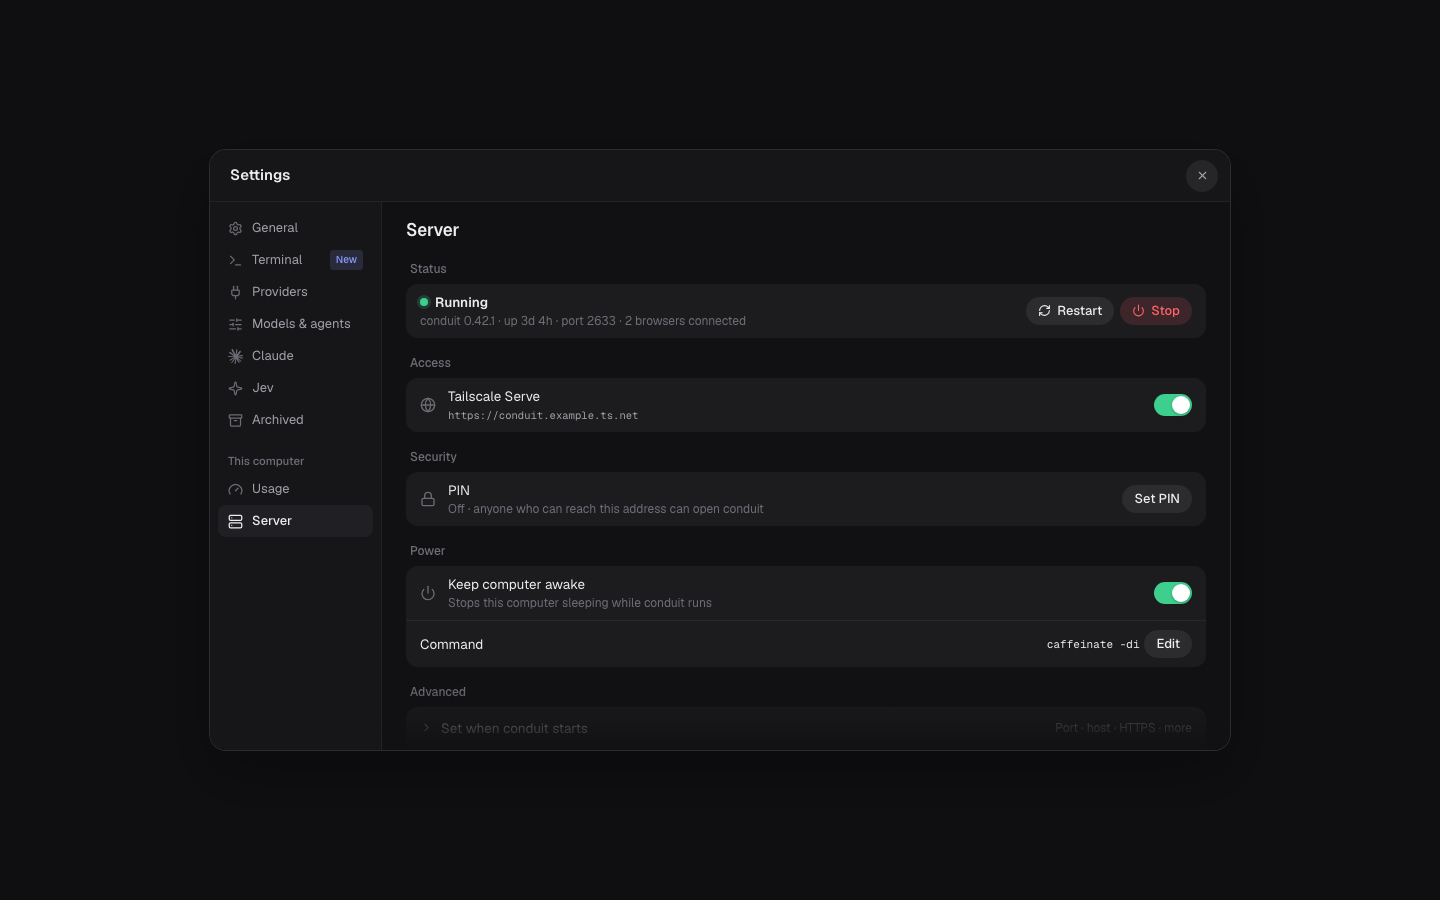 Settings
General
Terminal New
Providers
Models & agents
Claude
Jev
Archived
This computer
Usage
Server
Server
Status
Running
conduit 0.42.1 · up 3d 4h · port 2633 · 2 browsers connected
Restart
Stop
Access
Tailscale Serve
https://conduit.example.ts.net
Security
PIN
Off · anyone who can reach this address can open conduit
Set PIN
Power
Keep computer awake
Stops this computer sleeping while conduit runs
Command
caffeinate -di
Edit
Advanced
Set when conduit starts
Port · host · HTTPS · more